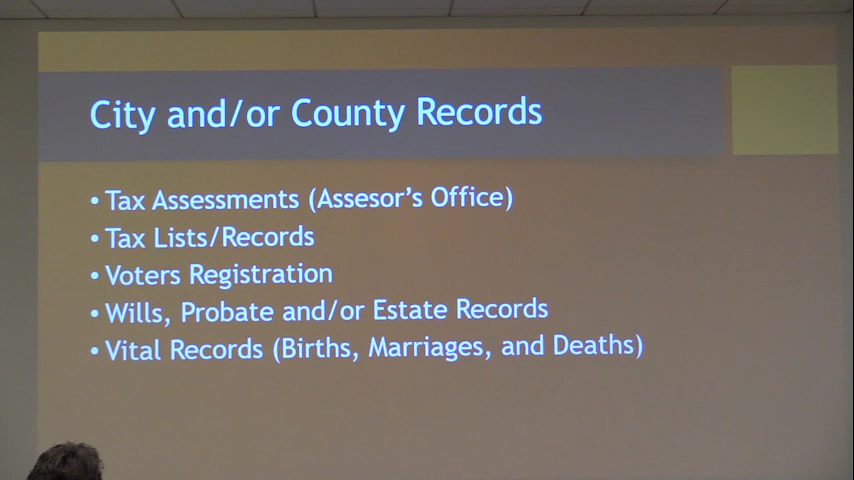 City and/or County Records
• Tax Assessments (Assesor's Office)
• Tax Lists/Records
• Voters Registration
• Wills, Probate and/or Estate Records
• Vital Records (Births, Marriages, and Deaths)